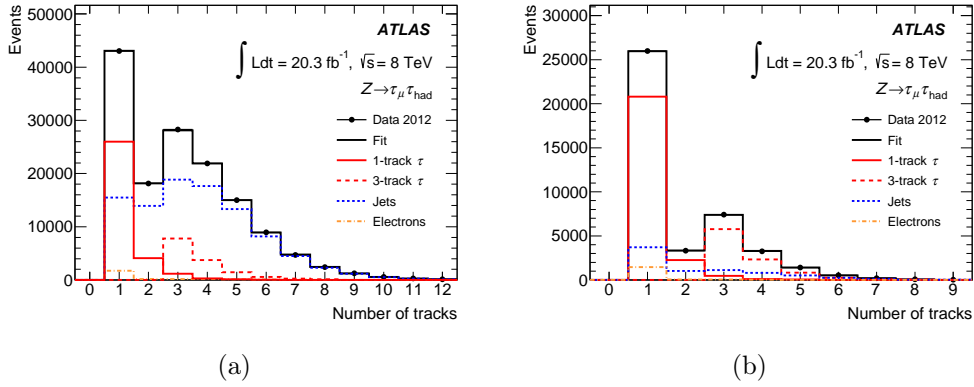 Events
50000
40000
30000
20000
10000
0
ATLAS
∫ Ldt = 20.3 fb⁻¹, √s = 8 TeV
Z→τμτhad
Data 2012
Fit
1-track τ
3-track τ
Jets
Electrons
0 1 2 3 4 5 6 7 8 9 10 11 12
Number of tracks
(a)
Events
30000
25000
20000
15000
10000
5000
0
ATLAS
∫ Ldt = 20.3 fb⁻¹, √s = 8 TeV
Z→τμτhad
Data 2012
Fit
1-track τ
3-track τ
Jets
Electrons
0 1 2 3 4 5 6 7 8 9
Number of tracks
(b)